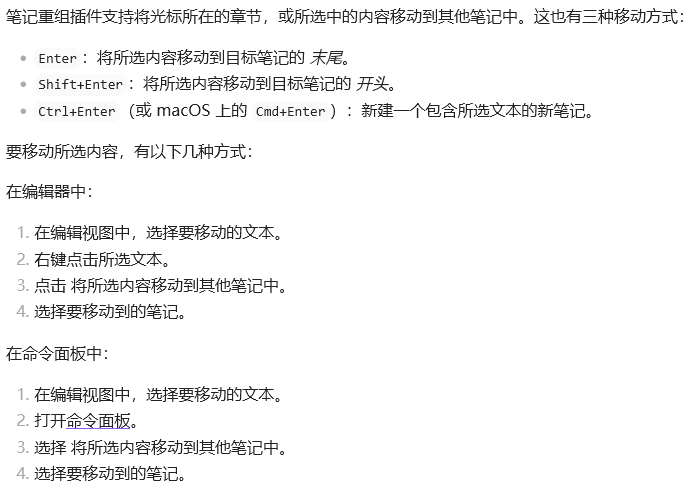 笔记重组插件支持将光标所在的章节，或所选中的内容移动到其他笔记中。这也有三种移动方式：
• Enter：将所选内容移动到目标笔记的 末尾。
• Shift+Enter：将所选内容移动到目标笔记的 开头。
• Ctrl+Enter （或 macOS 上的 Cmd+Enter）：新建一个包含所选文本的新笔记。
要移动所选内容，有以下几种方式：
在编辑器中：
1. 在编辑视图中，选择要移动的文本。
2. 右键点击所选文本。
3. 点击 将所选内容移动到其他笔记中。
4. 选择要移动到的笔记。
在命令面板中：
1. 在编辑视图中，选择要移动的文本。
2. 打开命令面板。
3. 选择 将所选内容移动到其他笔记中。
4. 选择要移动到的笔记。